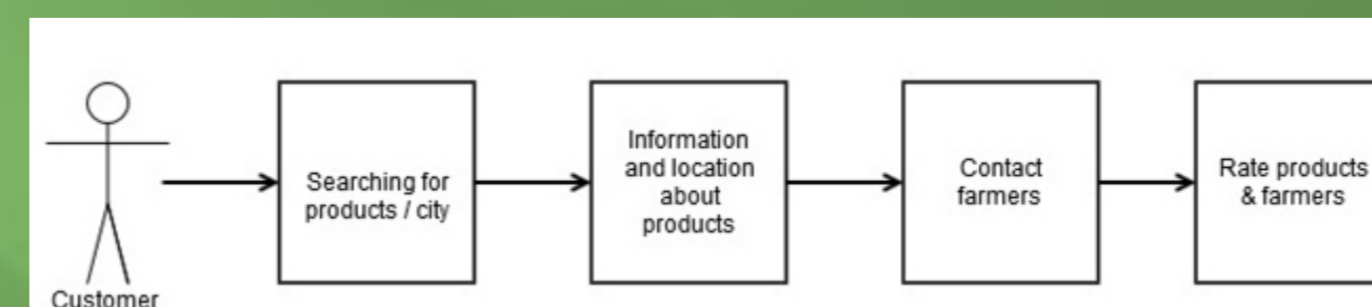 Searching for
products / city
Information
and location
about
products
Contact
farmers
Rate products
& farmers
Customer